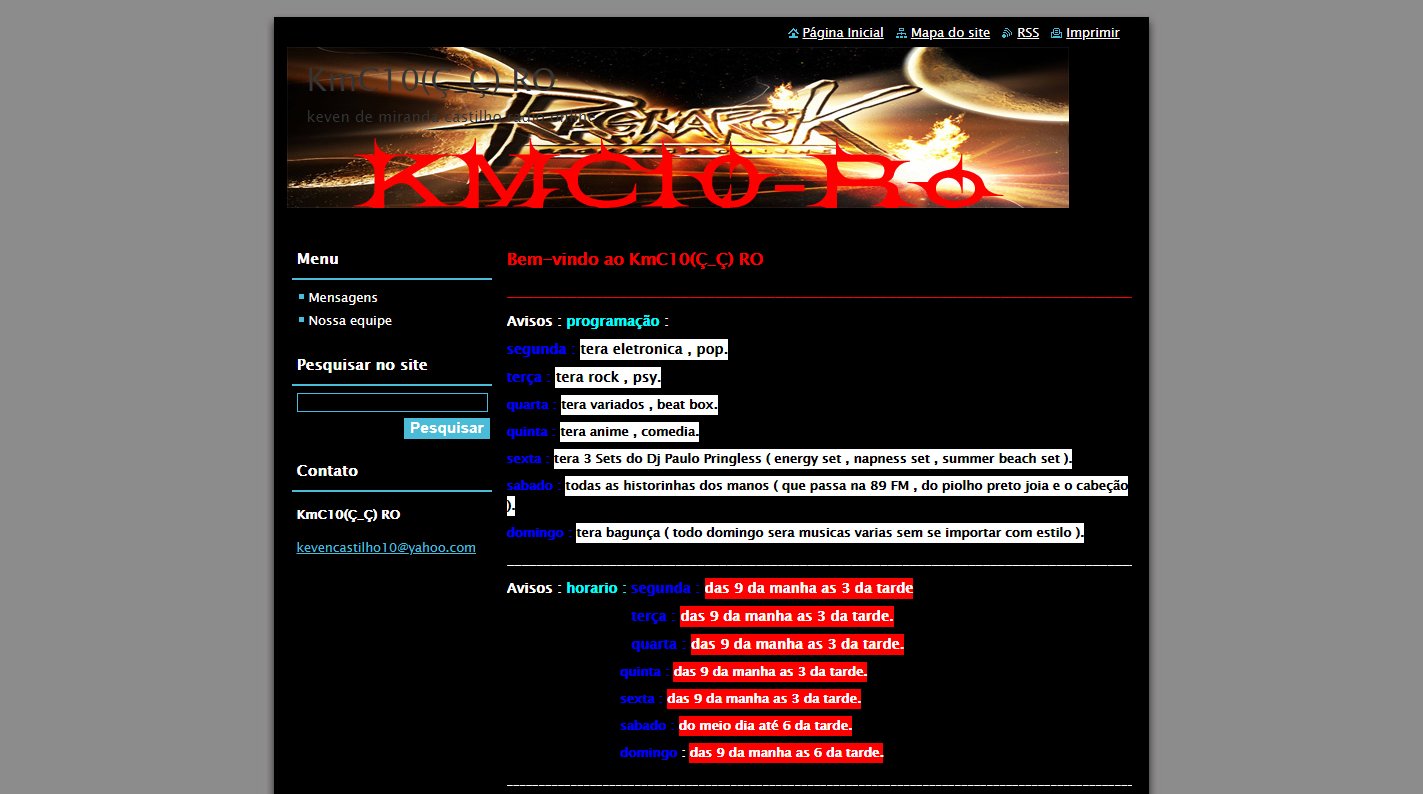 Página Inicial Mapa do site RSS Imprimir
KmC10(Ç_Ç) RO
keven de miranda castilho radio online
RAGNAROK
ONLINE
KMC10-Ro
Menu
Mensagens
Nossa equipe
Pesquisar no site
Pesquisar
Contato
KmC10(Ç_Ç) RO
kevencastilho10@yahoo.com
Bem-vindo ao KmC10(Ç_Ç) RO
Avisos : programação :
segunda : tera eletronica , pop.
terça : tera rock , psy.
quarta : tera variados , beat box.
quinta : tera anime , comedia.
sexta : tera 3 Sets do Dj Paulo Pringless ( energy set , napness set , summer beach set ).
sabado : todas as historinhas dos manos ( que passa na 89 FM , do piolho preto joia e o cabeção
).
domingo : tera bagunça ( todo domingo sera musicas varias sem se importar com estilo ).
Avisos : horario : segunda : das 9 da manha as 3 da tarde
terça : das 9 da manha as 3 da tarde.
quarta : das 9 da manha as 3 da tarde.
quinta : das 9 da manha as 3 da tarde.
sexta : das 9 da manha as 3 da tarde.
sabado : do meio dia até 6 da tarde.
domingo : das 9 da manha as 6 da tarde.